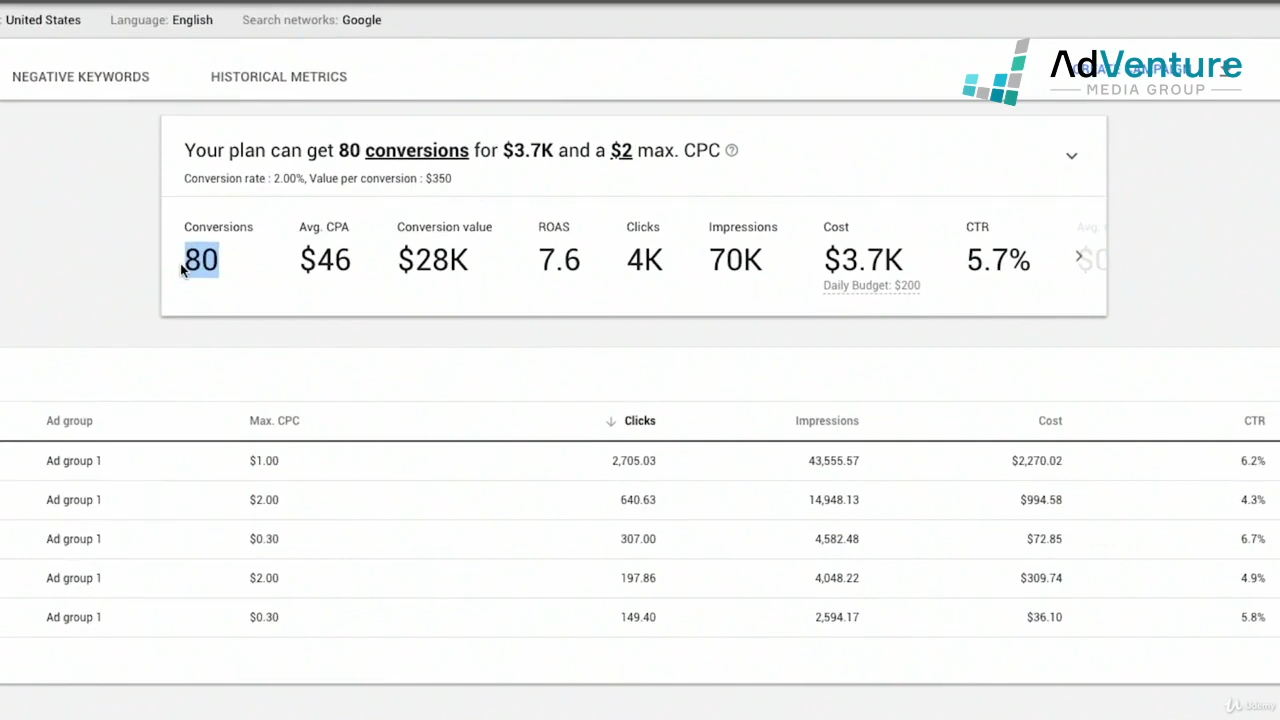 : United States Language: English Search networks: Google
NEGATIVE KEYWORDS HISTORICAL METRICS
AdVenture
MEDIA GROUP
Your plan can get 80 conversions for $3.7K and a $2 max. CPC
Conversion rate : 2.00%, Value per conversion : $350
Conversions Avg. CPA Conversion value ROAS Clicks Impressions Cost CTR Avg.
80 $46 $28K 7.6 4K 70K $3.7K 5.7% $0
Daily Budget: $200
Ad group Max. CPC Clicks Impressions Cost CTR
Ad group 1 $1.00 2,705.03 43,555.57 $2,270.02 6.2%
Ad group 1 $2.00 640.63 14,948.13 $994.58 4.3%
Ad group 1 $0.30 307.00 4,582.48 $72.85 6.7%
Ad group 1 $2.00 197.86 4,048.22 $309.74 4.9%
Ad group 1 $0.30 149.40 2,594.17 $36.10 5.8%
Udemy